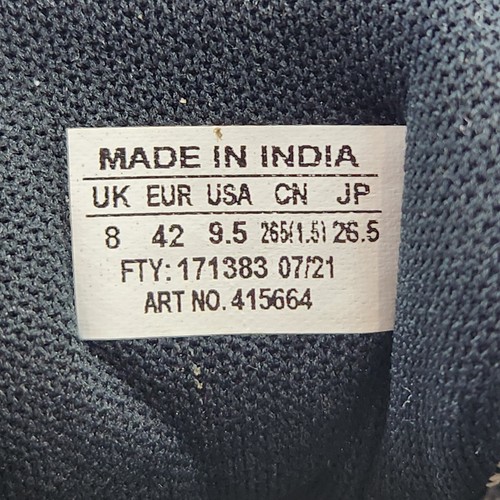 MADE IN INDIA
UK EUR USA CN JP
8 42 9.5 265(1.5) 26.5
FTY: 171383 07/21
ART NO. 415664